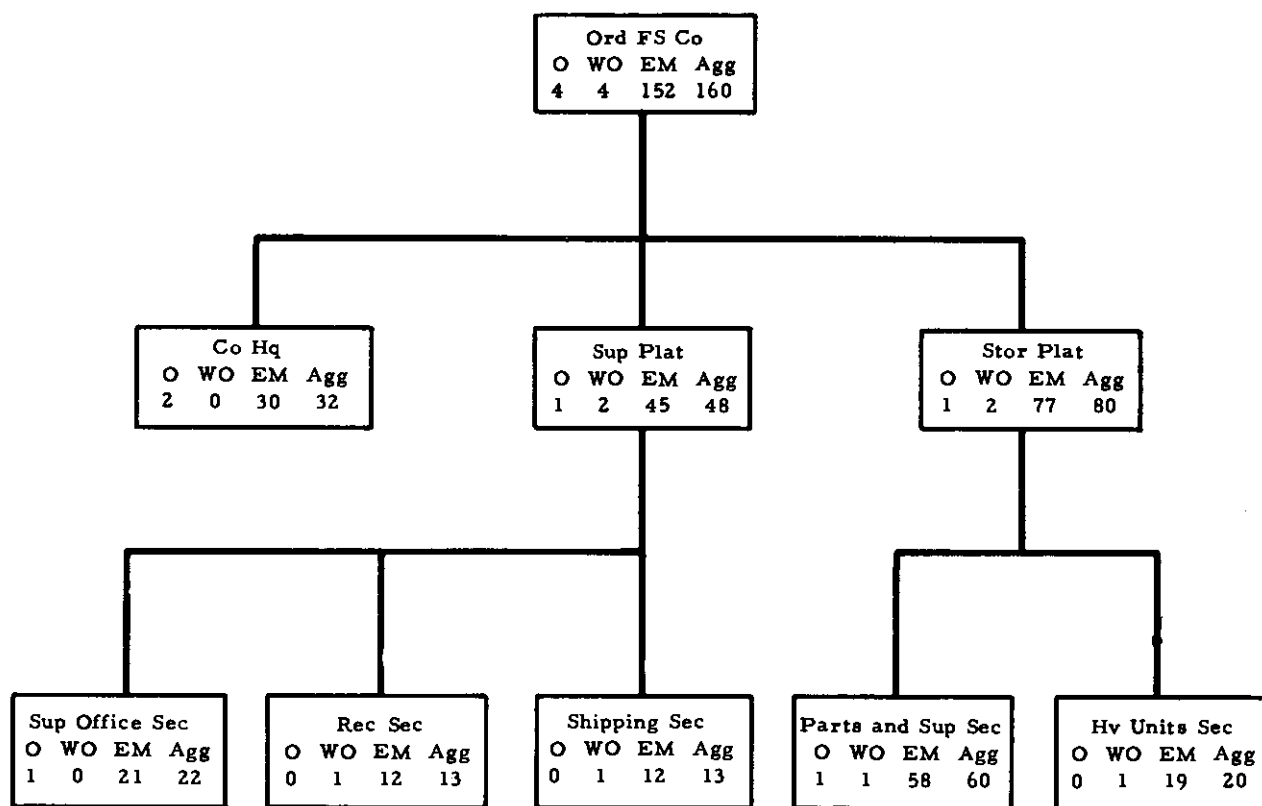 Ord FS Co
O WO EM Agg
4 4 152 160
Co Hq
O WO EM Agg
2 0 30 32
Sup Plat
O WO EM Agg
1 2 45 48
Stor Plat
O WO EM Agg
1 2 77 80
Sup Office Sec
O WO EM Agg
1 0 21 22
Rec Sec
O WO EM Agg
0 1 12 13
Shipping Sec
O WO EM Agg
0 1 12 13
Parts and Sup Sec
O WO EM Agg
1 1 58 60
Hv Units Sec
O WO EM Agg
0 1 19 20